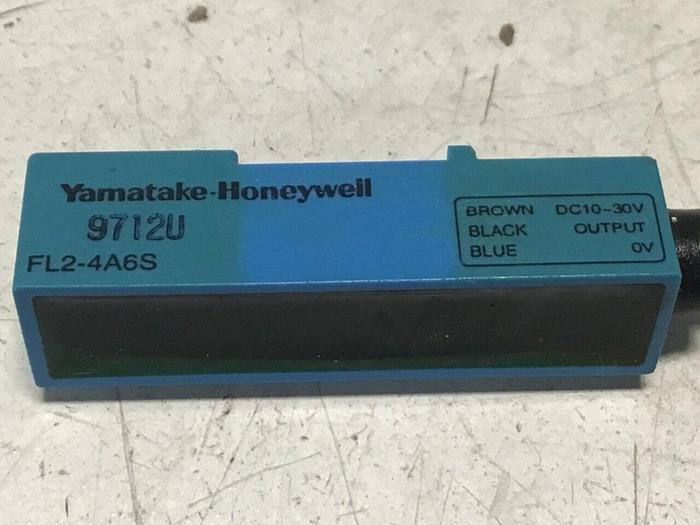 Yamatake-Honeywell
9712U
FL2-4A6S
BROWN DC10-30V
BLACK OUTPUT
BLUE 0V